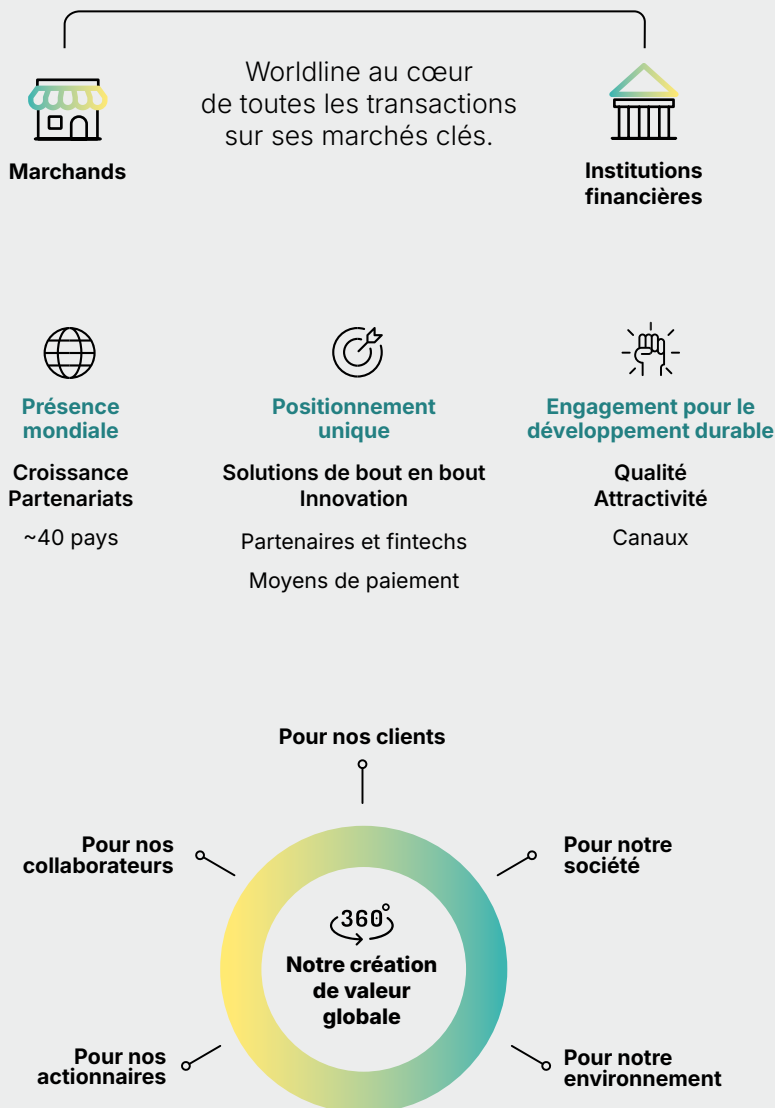 Worldline au cœur
de toutes les transactions
sur ses marchés clés.
Marchands
Institutions
financières
Présence
mondiale
Croissance
Partenariats
~40 pays
Positionnement
unique
Solutions de bout en bout
Innovation
Partenaires et fintechs
Moyens de paiement
Engagement pour le
développement durable
Qualité
Attractivité
Canaux
Pour nos clients
Pour nos
collaborateurs
Pour notre
société
360°
Notre création
de valeur
globale
Pour nos
actionnaires
Pour notre
environnement